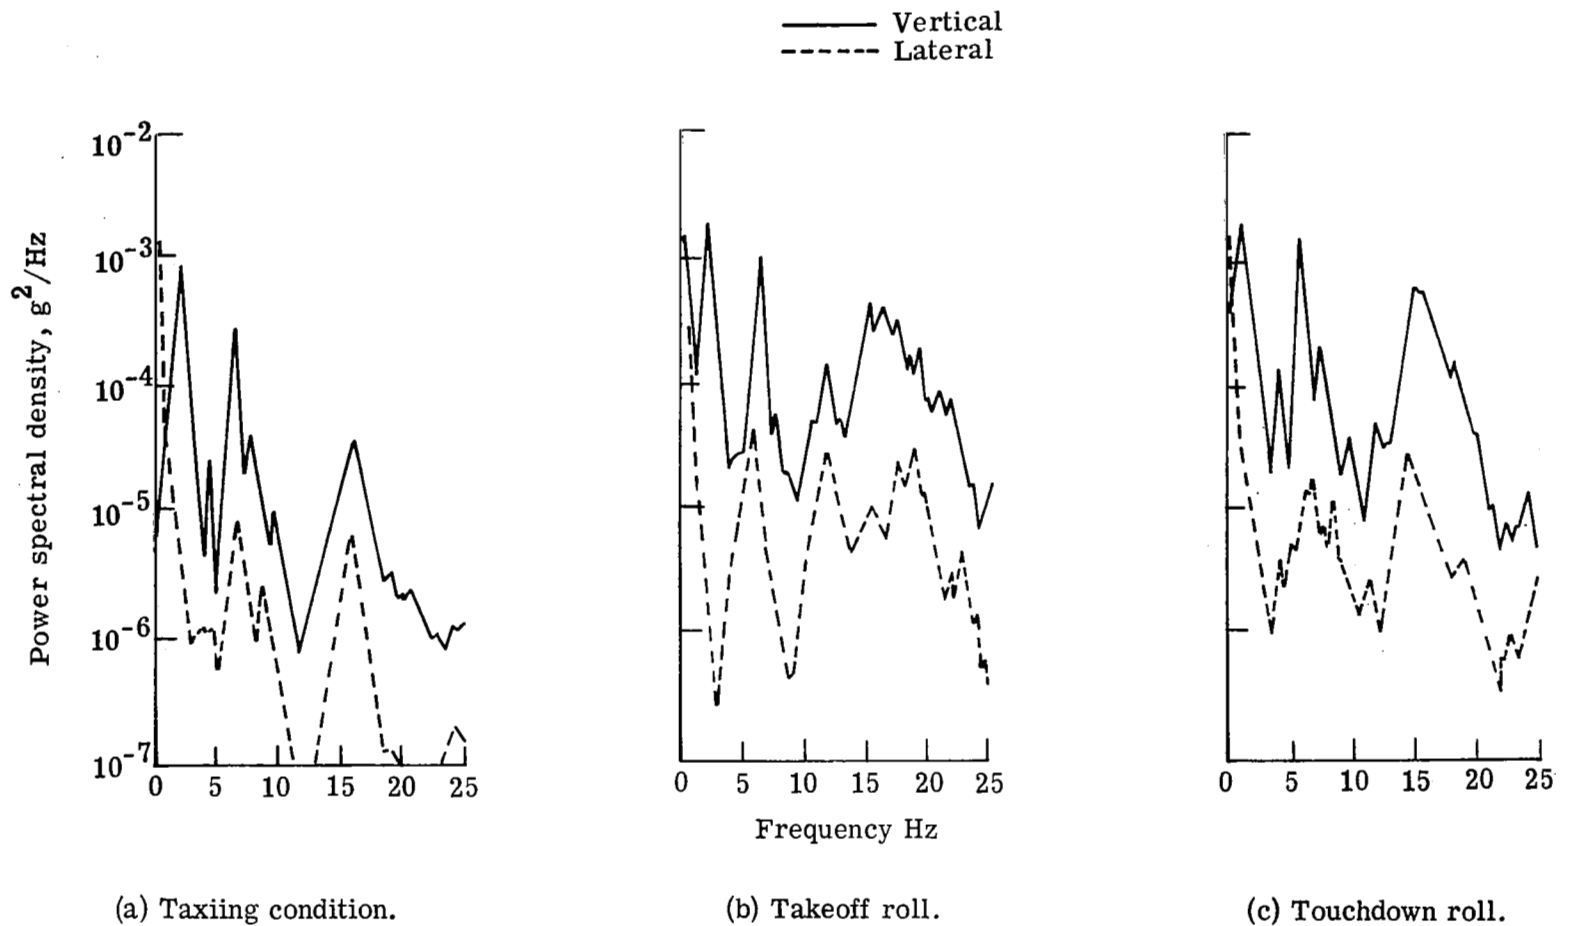 Vertical
Lateral
Power spectral density, g²/Hz
10⁻²
10⁻³
10⁻⁴
10⁻⁵
10⁻⁶
10⁻⁷
0 5 10 15 20 25
0 5 10 15 20 25
0 5 10 15 20 25
Frequency Hz
(a) Taxiing condition.
(b) Takeoff roll.
(c) Touchdown roll.